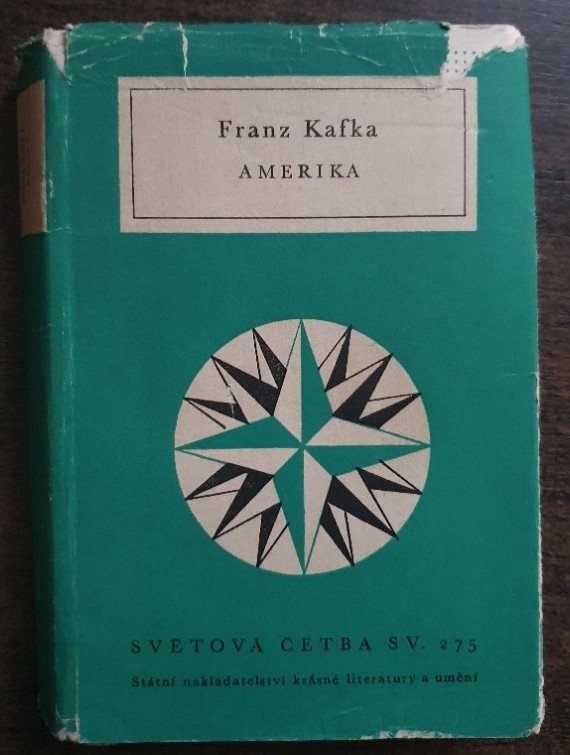 Franz Kafka
AMERIKA
SVĚTOVÁ ČETBA SV. 275
Státní nakladatelství krásné literatury a umění